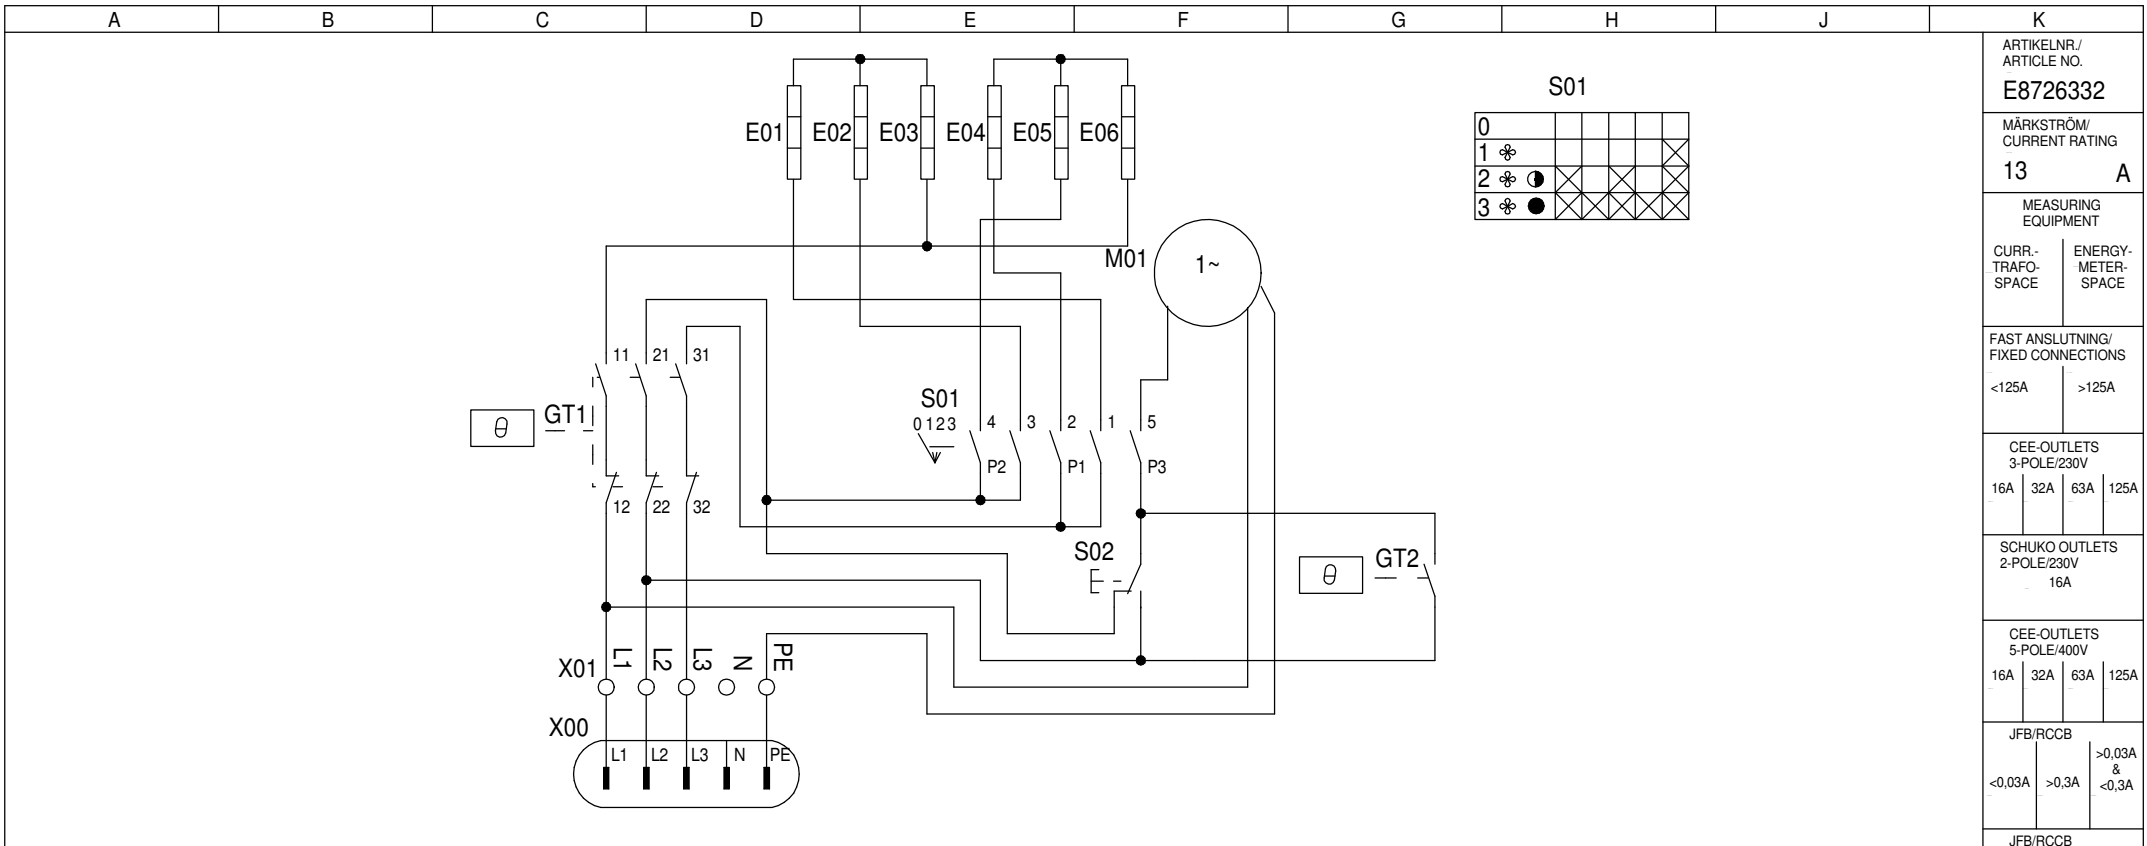 A B C D E F G H J K
ARTIKELNR./
ARTICLE NO.
E8726332
MÄRKSTRÖM/
CURRENT RATING
13 A
MEASURING
EQUIPMENT
CURR.-
TRAFO-
SPACE
ENERGY-
METER-
SPACE
FAST ANSLUTNING/
FIXED CONNECTIONS
<125A >125A
CEE-OUTLETS
3-POLE/230V
16A 32A 63A 125A
SCHUKO OUTLETS
2-POLE/230V
16A
CEE-OUTLETS
5-POLE/400V
16A 32A 63A 125A
JFB/RCCB
<0,03A >0,3A
>0,03A
&
<0,3A
JFB/RCCB
E01 E02 E03 E04 E05 E06
S01
0
1
2
3
M01 1~
11 21 31
GT1
θ
12 22 32
S01
0 1 2 3
4 3 2 1 5
P2 P1 P3
S02
θ
GT2
X01 L1 L2 L3 N PE
X00
L1 L2 L3 N PE